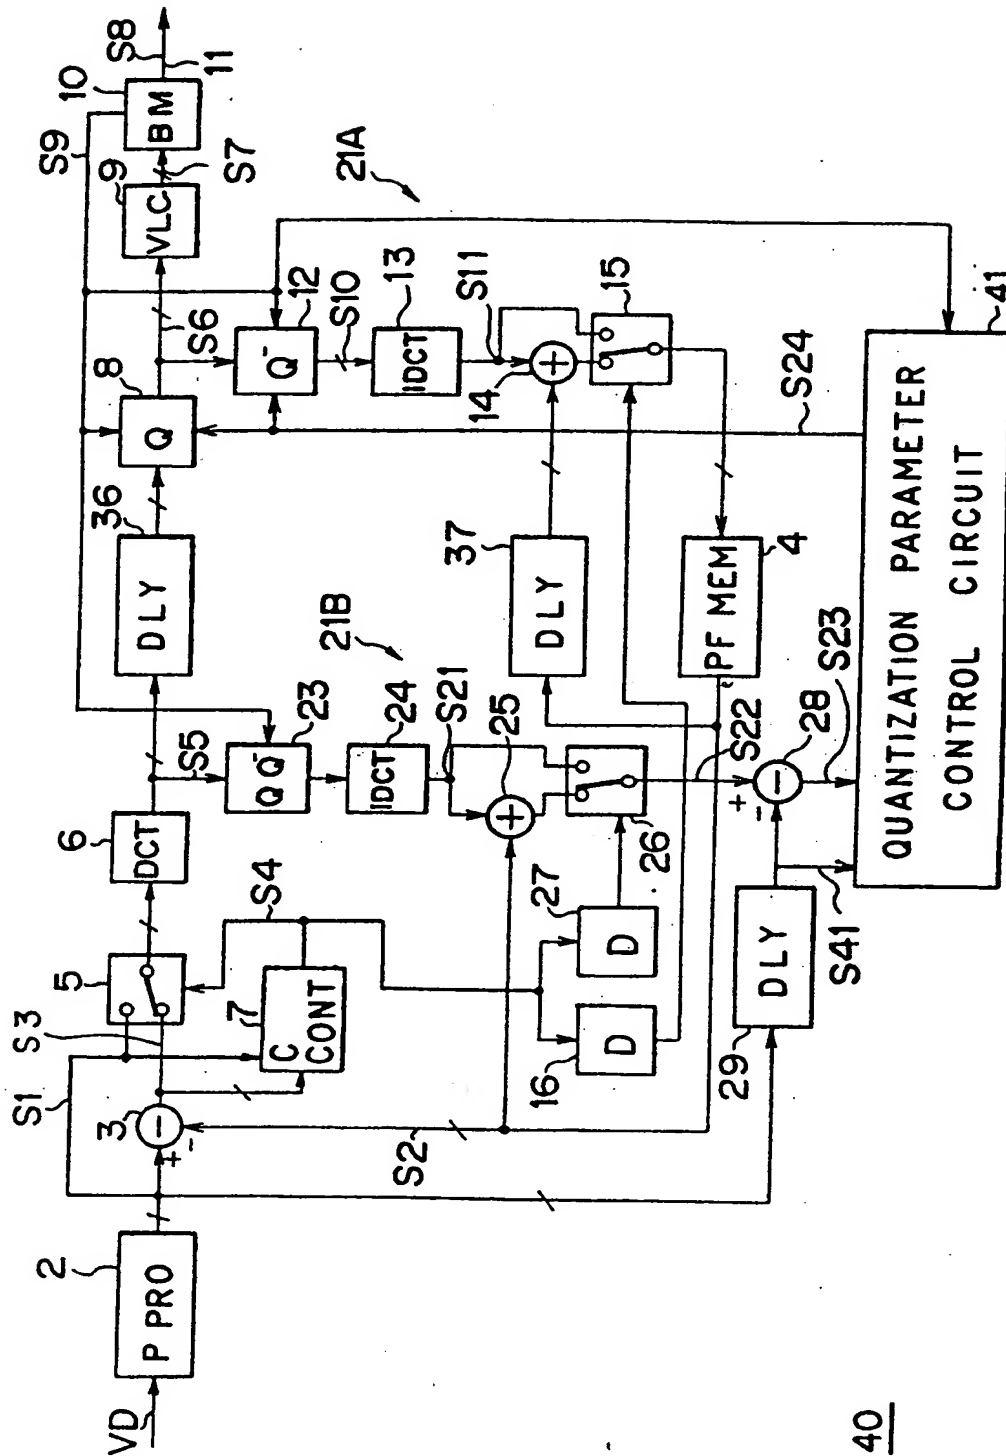 VD
2
P PRO
S1
3
+
-
S3
5
7
C
CONT
S4
6
DCT
S5
36
DLY
8
Q
S6
9
VLC
S7
S9
10
BM
S8
11
21A
12
Q⁻
S10
13
IDCT
S11
14
+
15
21B
23
Q Q⁻
24
IDCT
S21
25
+
26
27
D
16
D
S2
37
DLY
4
PF MEM
S22
+
-
28
-
S23
29
DLY
S41
S24
41
QUANTIZATION PARAMETER
CONTROL CIRCUIT
40